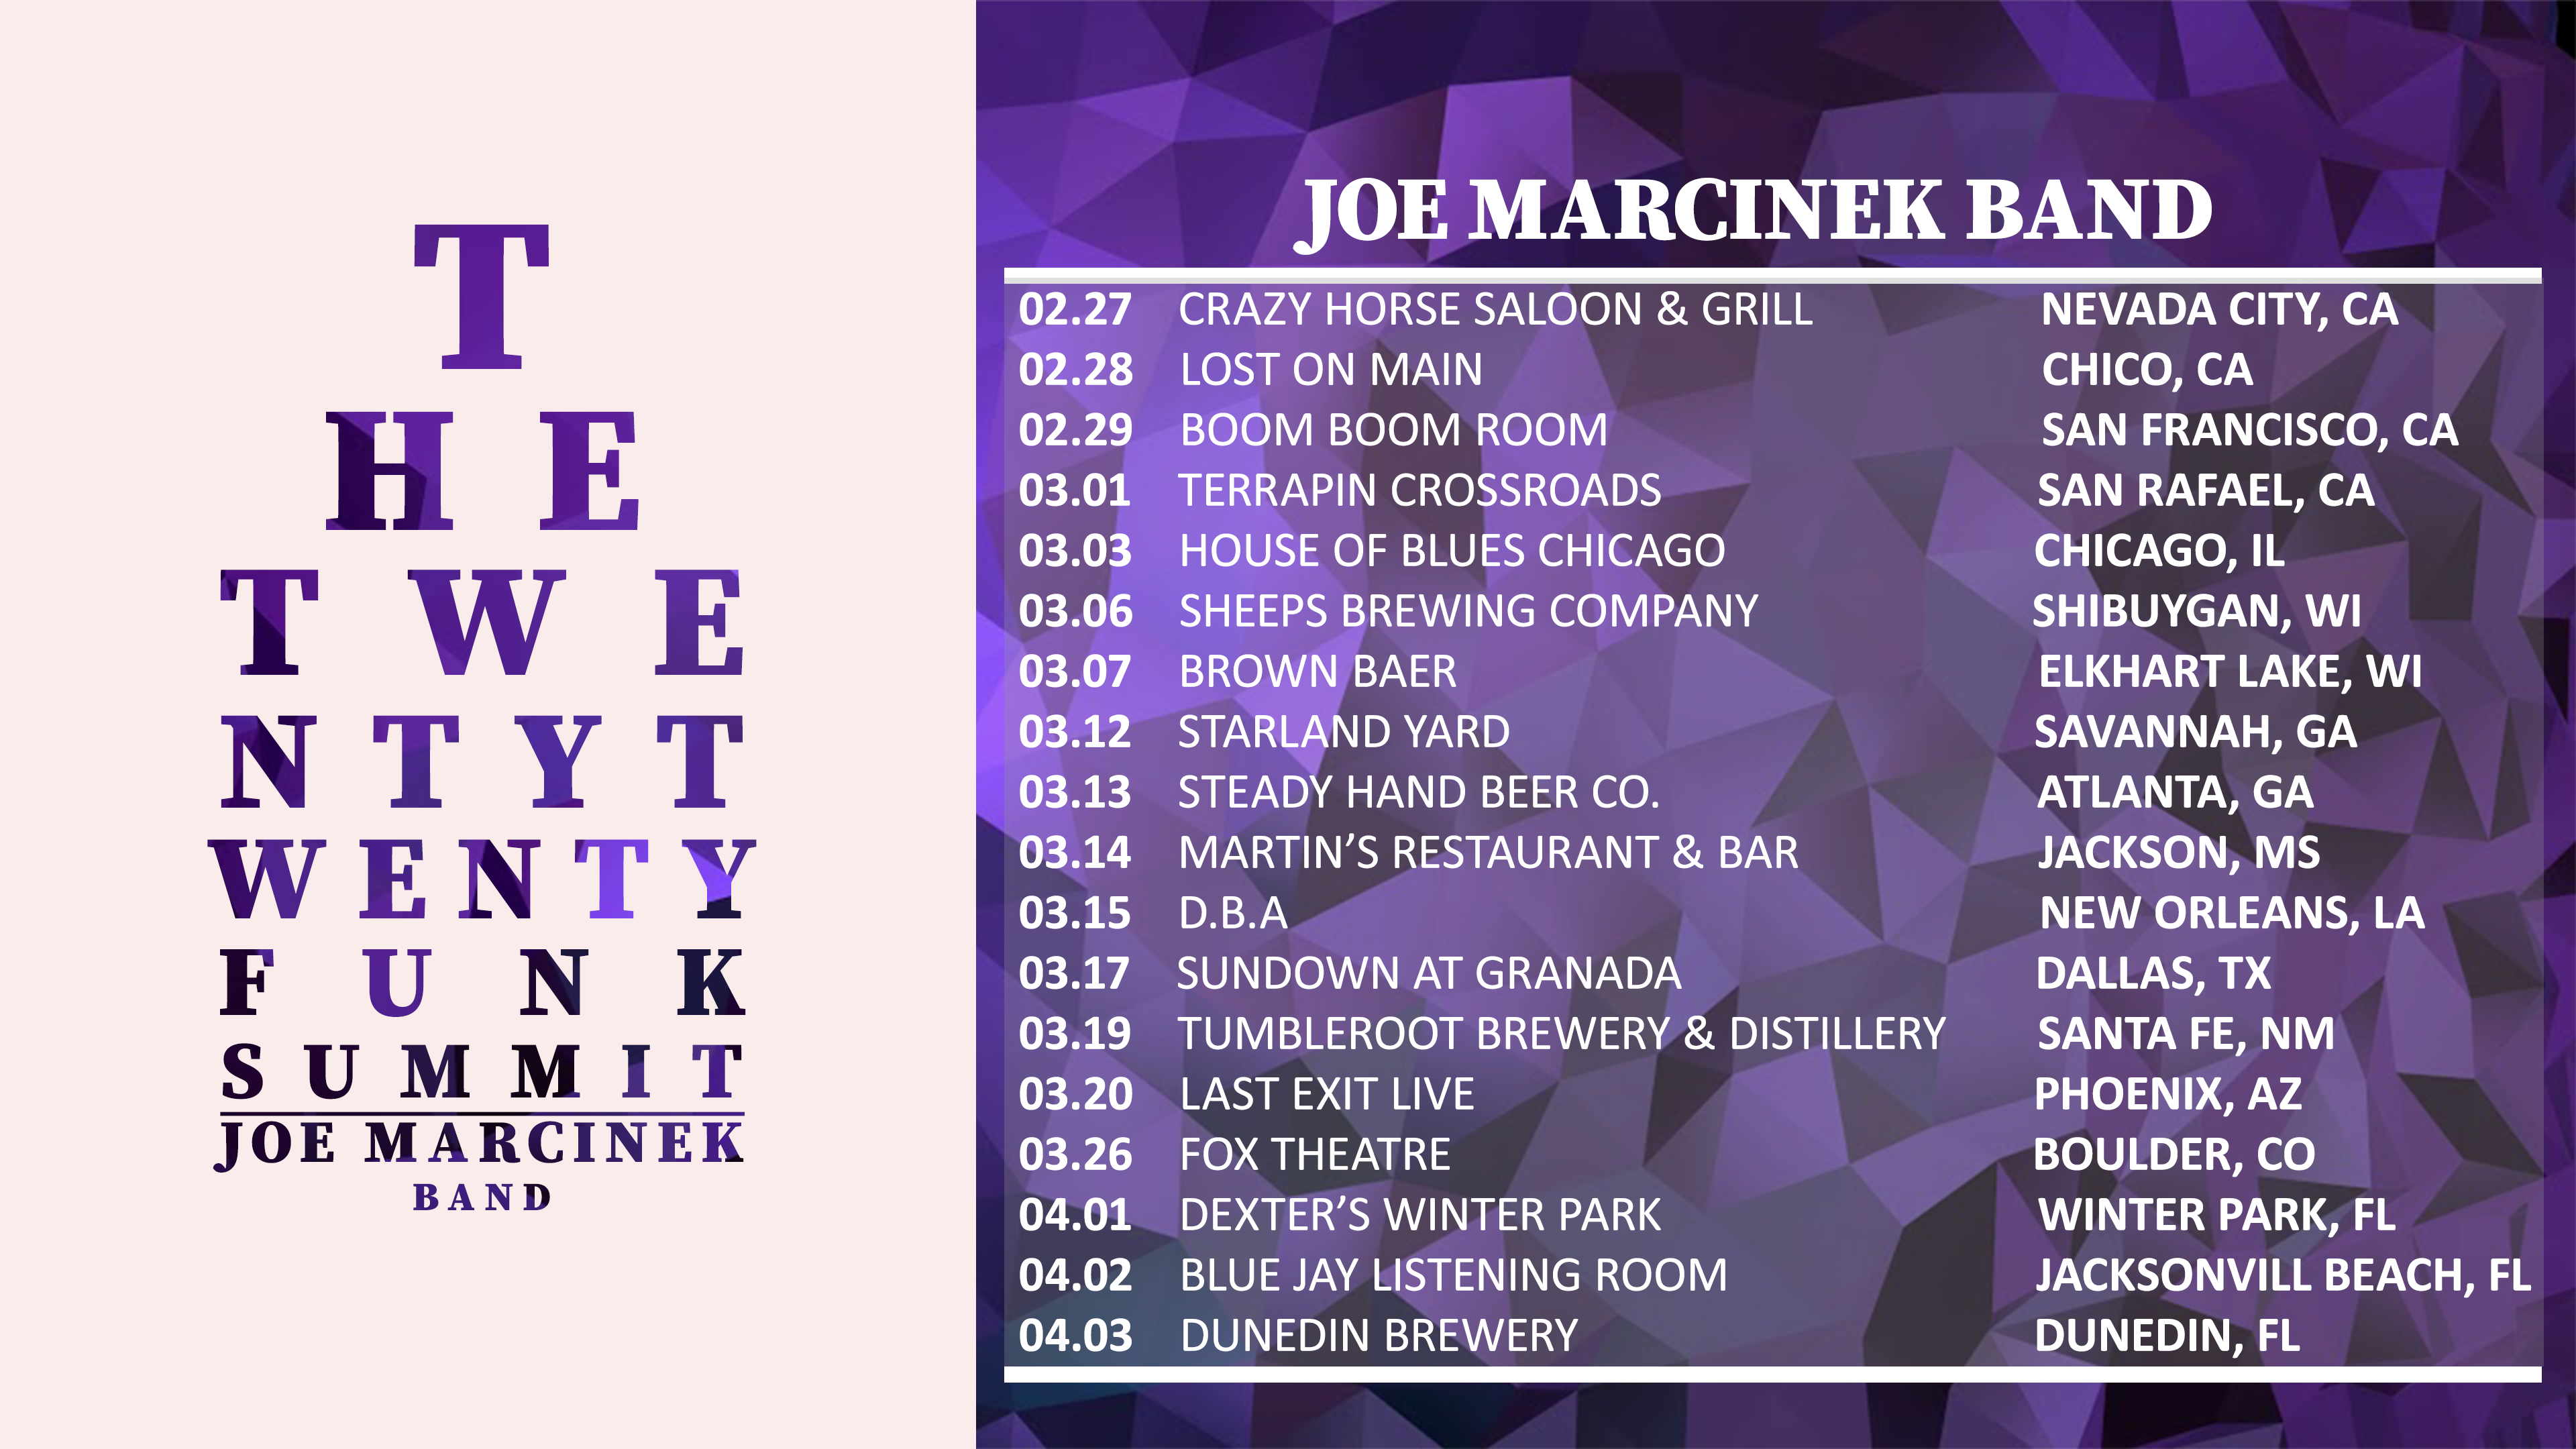 T
H E
T W E
N T Y T
W E N T Y
F U N K
S U M M I T
JOE MARCINEK
BAND
JOE MARCINEK BAND
02.27 CRAZY HORSE SALOON & GRILL NEVADA CITY, CA
02.28 LOST ON MAIN CHICO, CA
02.29 BOOM BOOM ROOM SAN FRANCISCO, CA
03.01 TERRAPIN CROSSROADS SAN RAFAEL, CA
03.03 HOUSE OF BLUES CHICAGO CHICAGO, IL
03.06 SHEEPS BREWING COMPANY SHIBUYGAN, WI
03.07 BROWN BAER ELKHART LAKE, WI
03.12 STARLAND YARD SAVANNAH, GA
03.13 STEADY HAND BEER CO. ATLANTA, GA
03.14 MARTIN’S RESTAURANT & BAR JACKSON, MS
03.15 D.B.A NEW ORLEANS, LA
03.17 SUNDOWN AT GRANADA DALLAS, TX
03.19 TUMBLEROOT BREWERY & DISTILLERY SANTA FE, NM
03.20 LAST EXIT LIVE PHOENIX, AZ
03.26 FOX THEATRE BOULDER, CO
04.01 DEXTER’S WINTER PARK WINTER PARK, FL
04.02 BLUE JAY LISTENING ROOM JACKSONVILL BEACH, FL
04.03 DUNEDIN BREWERY DUNEDIN, FL